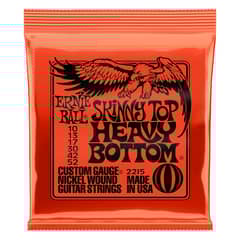 ERNIE BALL
SKINNY TOP
HEAVY
BOTTOM
10
13
17
30
42
52
CUSTOM GAUGE
NICKEL WOUND
GUITAR STRINGS
2215
MADE
IN USA